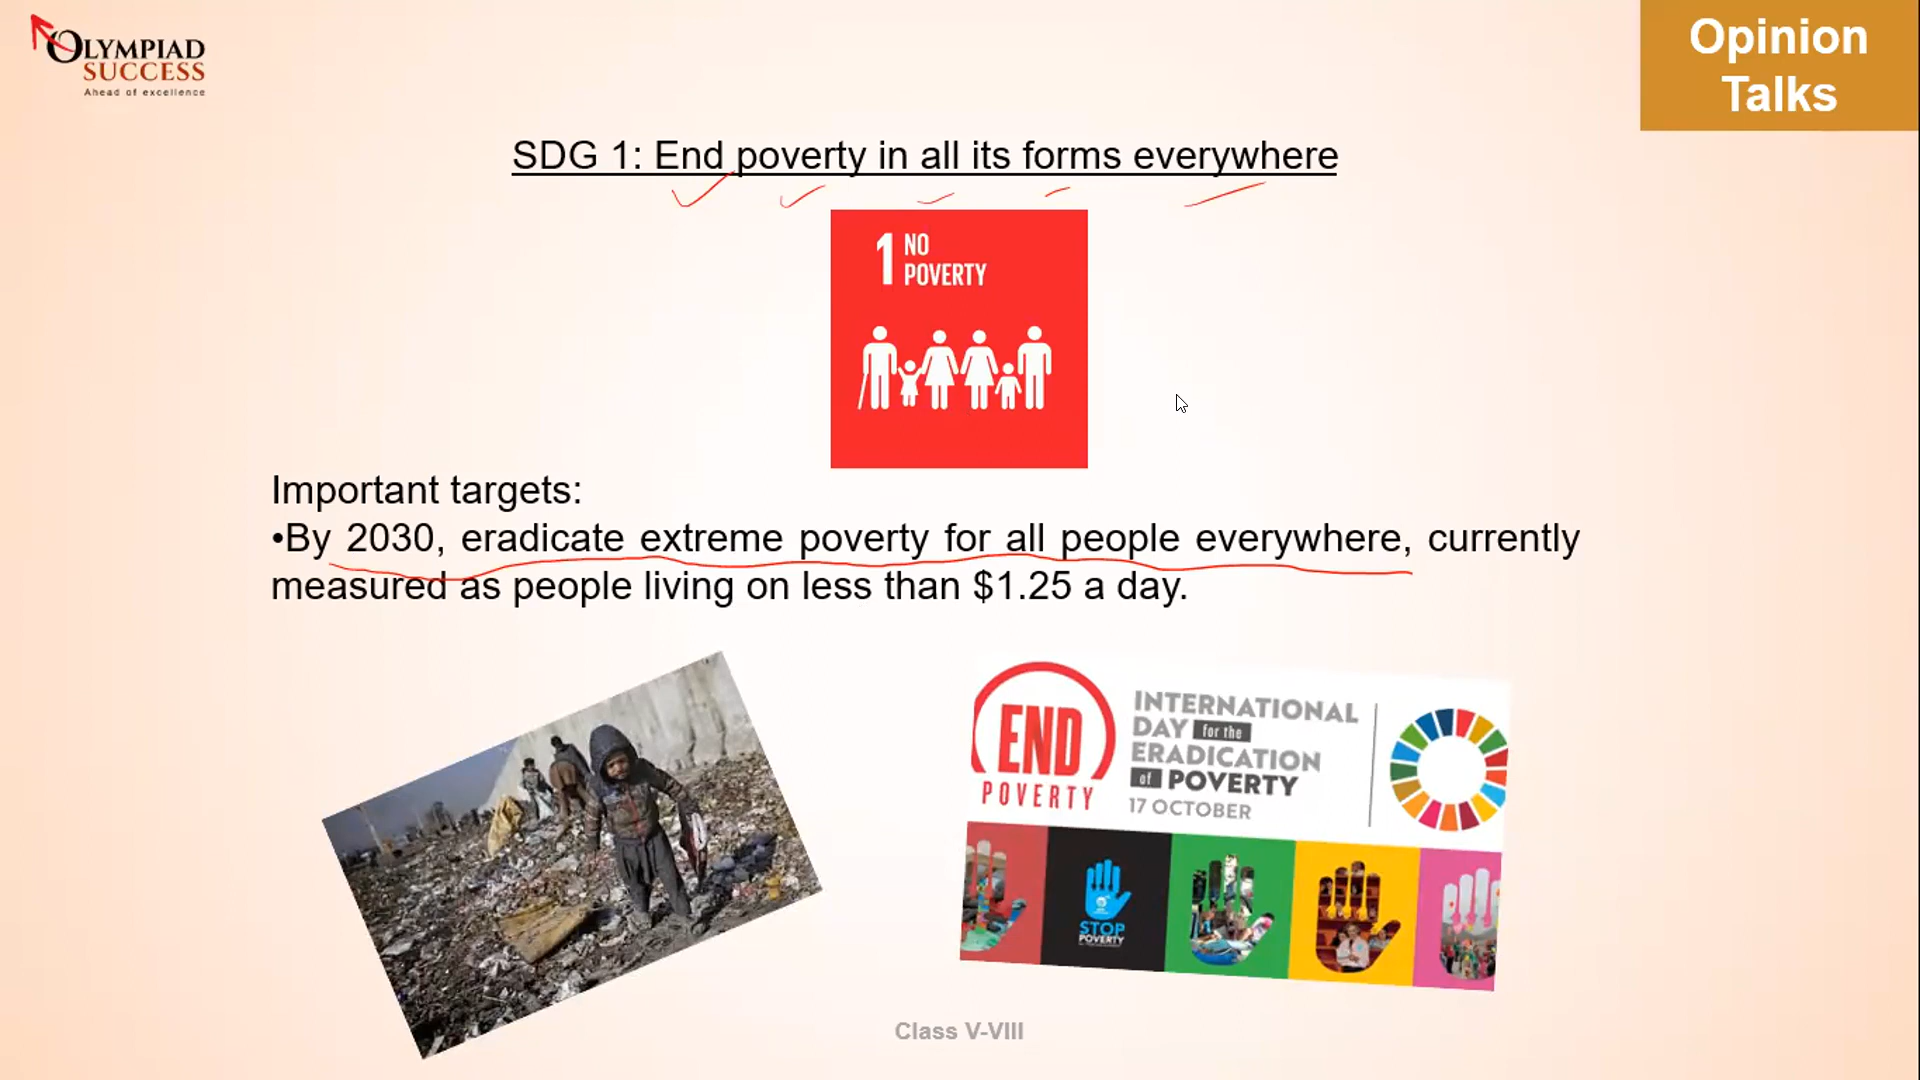 OLYMPIAD
SUCCESS
Ahead of excellence
Opinion
Talks
SDG 1: End poverty in all its forms everywhere
1 NO
POVERTY
Important targets:
•By 2030, eradicate extreme poverty for all people everywhere, currently
measured as people living on less than $1.25 a day.
END
POVERTY
INTERNATIONAL
DAY for the
ERADICATION
of POVERTY
17 OCTOBER
STOP
POVERTY
Class V-VIII